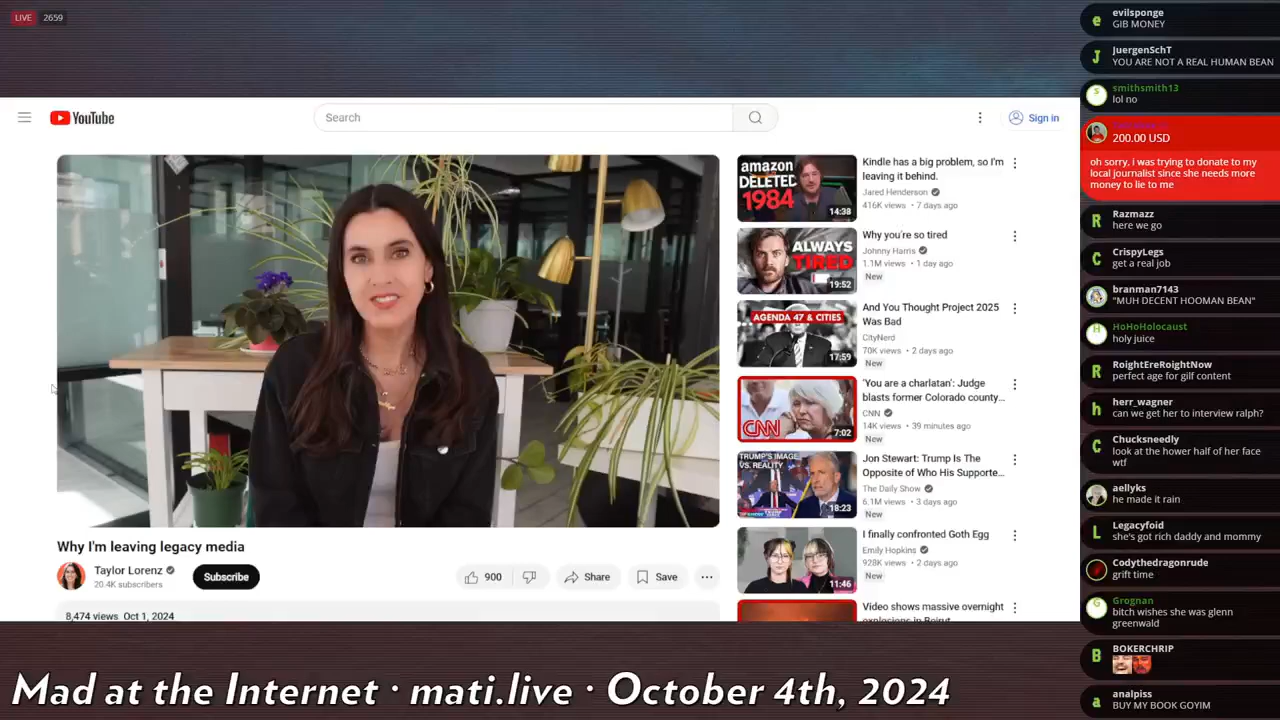 LIVE 2659
YouTube
Search
Sign in
amazon
DELETED
1984
14:38
Kindle has a big problem, so I'm
leaving it behind.
Jared Henderson
416K views • 7 days ago
ALWAYS
TIRED
19:52
Why you're so tired
Johnny Harris
1.1M views • 1 day ago
New
AGENDA 47 & CITIES
17:59
And You Thought Project 2025
Was Bad
CityNerd
70K views • 2 days ago
New
CNN
7:02
'You are a charlatan': Judge
blasts former Colorado county...
CNN
14K views • 39 minutes ago
New
TRUMP'S IMAGE
VS. REALITY
18:23
Jon Stewart: Trump Is The
Opposite of Who His Supporte...
The Daily Show
6.1M views • 3 days ago
New
11:46
I finally confronted Goth Egg
Emily Hopkins
928K views • 2 days ago
New
Video shows massive overnight
explosions in Beirut
Why I'm leaving legacy media
Taylor Lorenz
20.4K subscribers
Subscribe
900
Share
Save
8,474 views Oct 1, 2024
Mad at the Internet · mati.live · October 4th, 2024
e
evilsponge
GIB MONEY
J
JuergenSchT
YOU ARE NOT A REAL HUMAN BEAN
S
smithsmith13
lol no
200.00 USD
oh sorry, i was trying to donate to my
local journalist since she needs more
money to lie to me
R
Razmazz
here we go
C
CrispyLegs
get a real job
branman7143
"MUH DECENT HOOMAN BEAN"
H
HoHoHolocaust
holy juice
R
RoightEreRoightNow
perfect age for gilf content
h
herr_wagner
can we get her to interview ralph?
C
Chucksneedly
look at the hower half of her face
wtf
aellyks
he made it rain
L
Legacyfoid
she's got rich daddy and mommy
Codythedragonrude
grift time
G
Grognan
bitch wishes she was glenn
greenwald
B
BOKERCHRIP
a
analpiss
BUY MY BOOK GOYIM